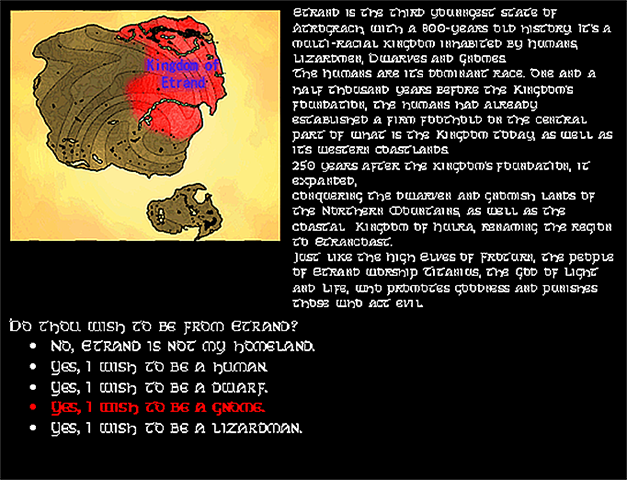 Kingdom of
Etrand
Etrand is the third youngest state of
Artograch, with a 800-years old history. It's a
multi-racial kingdom inhabited by Humans,
Lizardmen, Dwarves and Gnomes.
The Humans are its dominant race. One and a
half thousand years before the Kingdom's
foundation, the humans had already
established a firm foothold on the central
part of what is the Kingdom today, as well as
its western coastlands.
250 years after the kingdom's foundation, it
expanded,
conquering the dwarven and gnomish lands of
the Northern Mountains, as well as the
coastal Kingdom of Hulra, renaming the region
to Etrancoast.
Just like the High Elves of Froturn, the people
of Etrand worship Titanius, the God of Light
and Life, who promotes goodness and punishes
those who act evil.
Do thou wish to be from Etrand?
• No, Etrand is not my homeland.
• Yes, I wish to be a human.
• Yes, I wish to be a dwarf.
• Yes, I wish to be a gnome.
• Yes, I wish to be a lizardman.